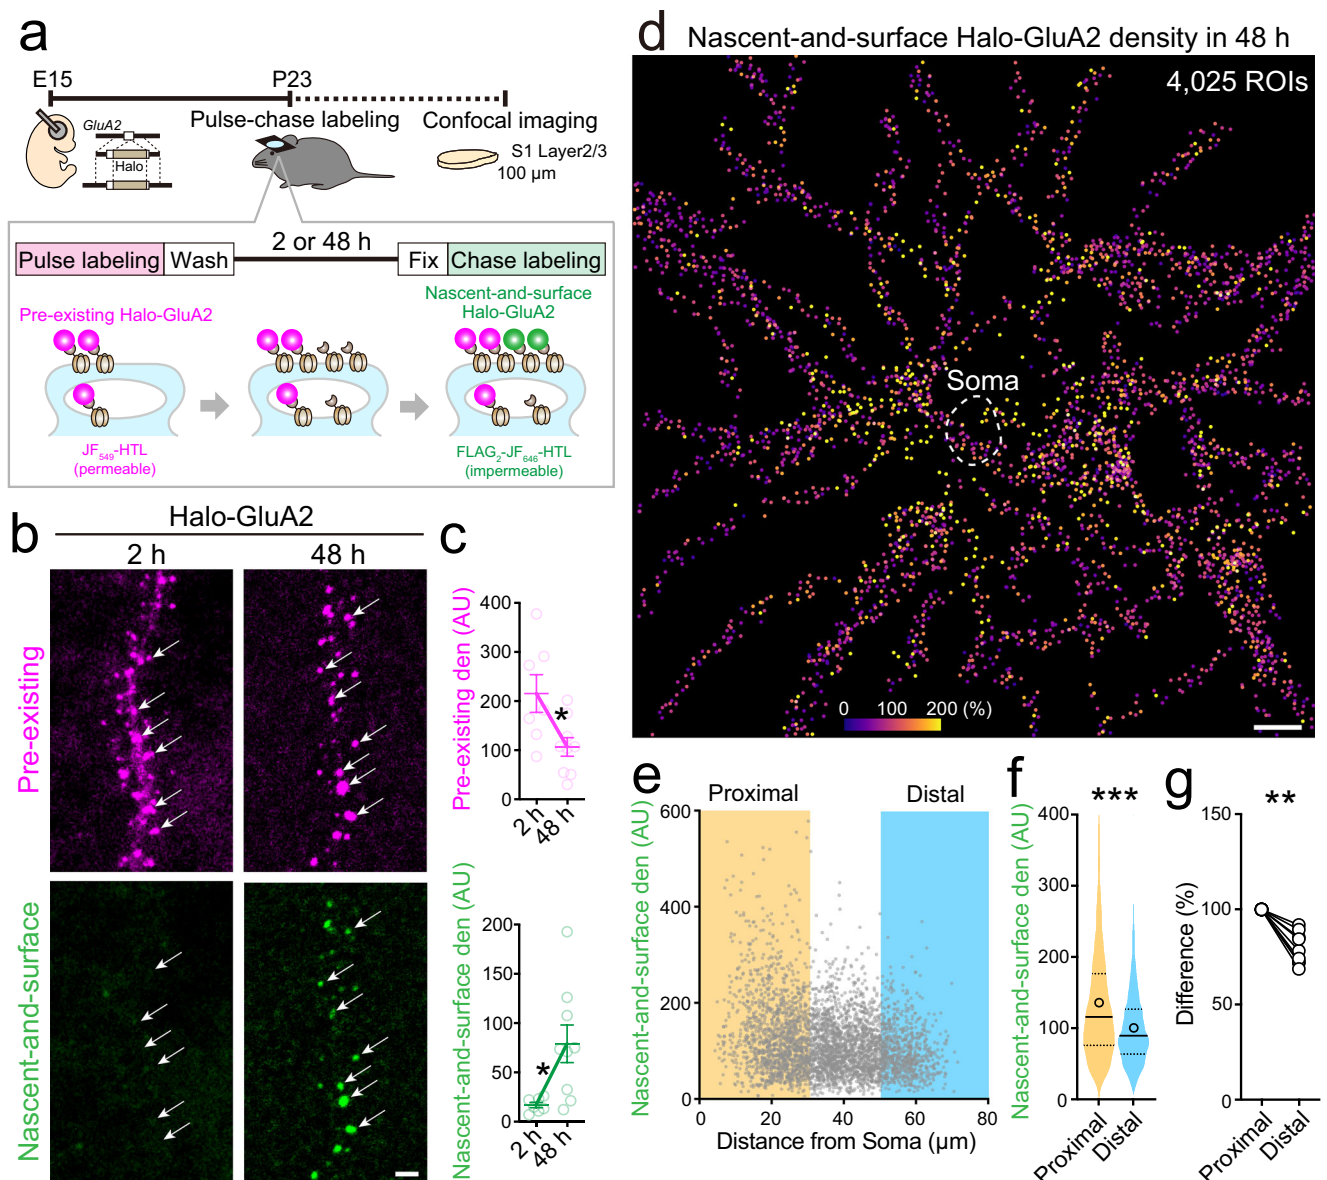 a
E15
P23
GluA2
Halo
Pulse-chase labeling
Confocal imaging
S1 Layer2/3
100 µm
2 or 48 h
Pulse labeling
Wash
Fix
Chase labeling
Pre-existing Halo-GluA2
Nascent-and-surface
Halo-GluA2
JF549-HTL
(permeable)
FLAG2-JF646-HTL
(impermeable)
b
Halo-GluA2
2 h
48 h
Pre-existing
Nascent-and-surface
c
Pre-existing den (AU)
400
300
200
100
0
*
2 h
48 h
Nascent-and-surface den (AU)
200
150
100
50
0
*
2 h
48 h
d
Nascent-and-surface Halo-GluA2 density in 48 h
4,025 ROIs
Soma
0 100 200 (%)
e
Proximal
Distal
Nascent-and-surface den (AU)
600
400
200
0
0 20 40 60 80
Distance from Soma (µm)
f
***
Nascent-and-surface den (AU)
400
300
200
100
0
Proximal
Distal
g
**
Difference (%)
150
100
50
0
Proximal
Distal